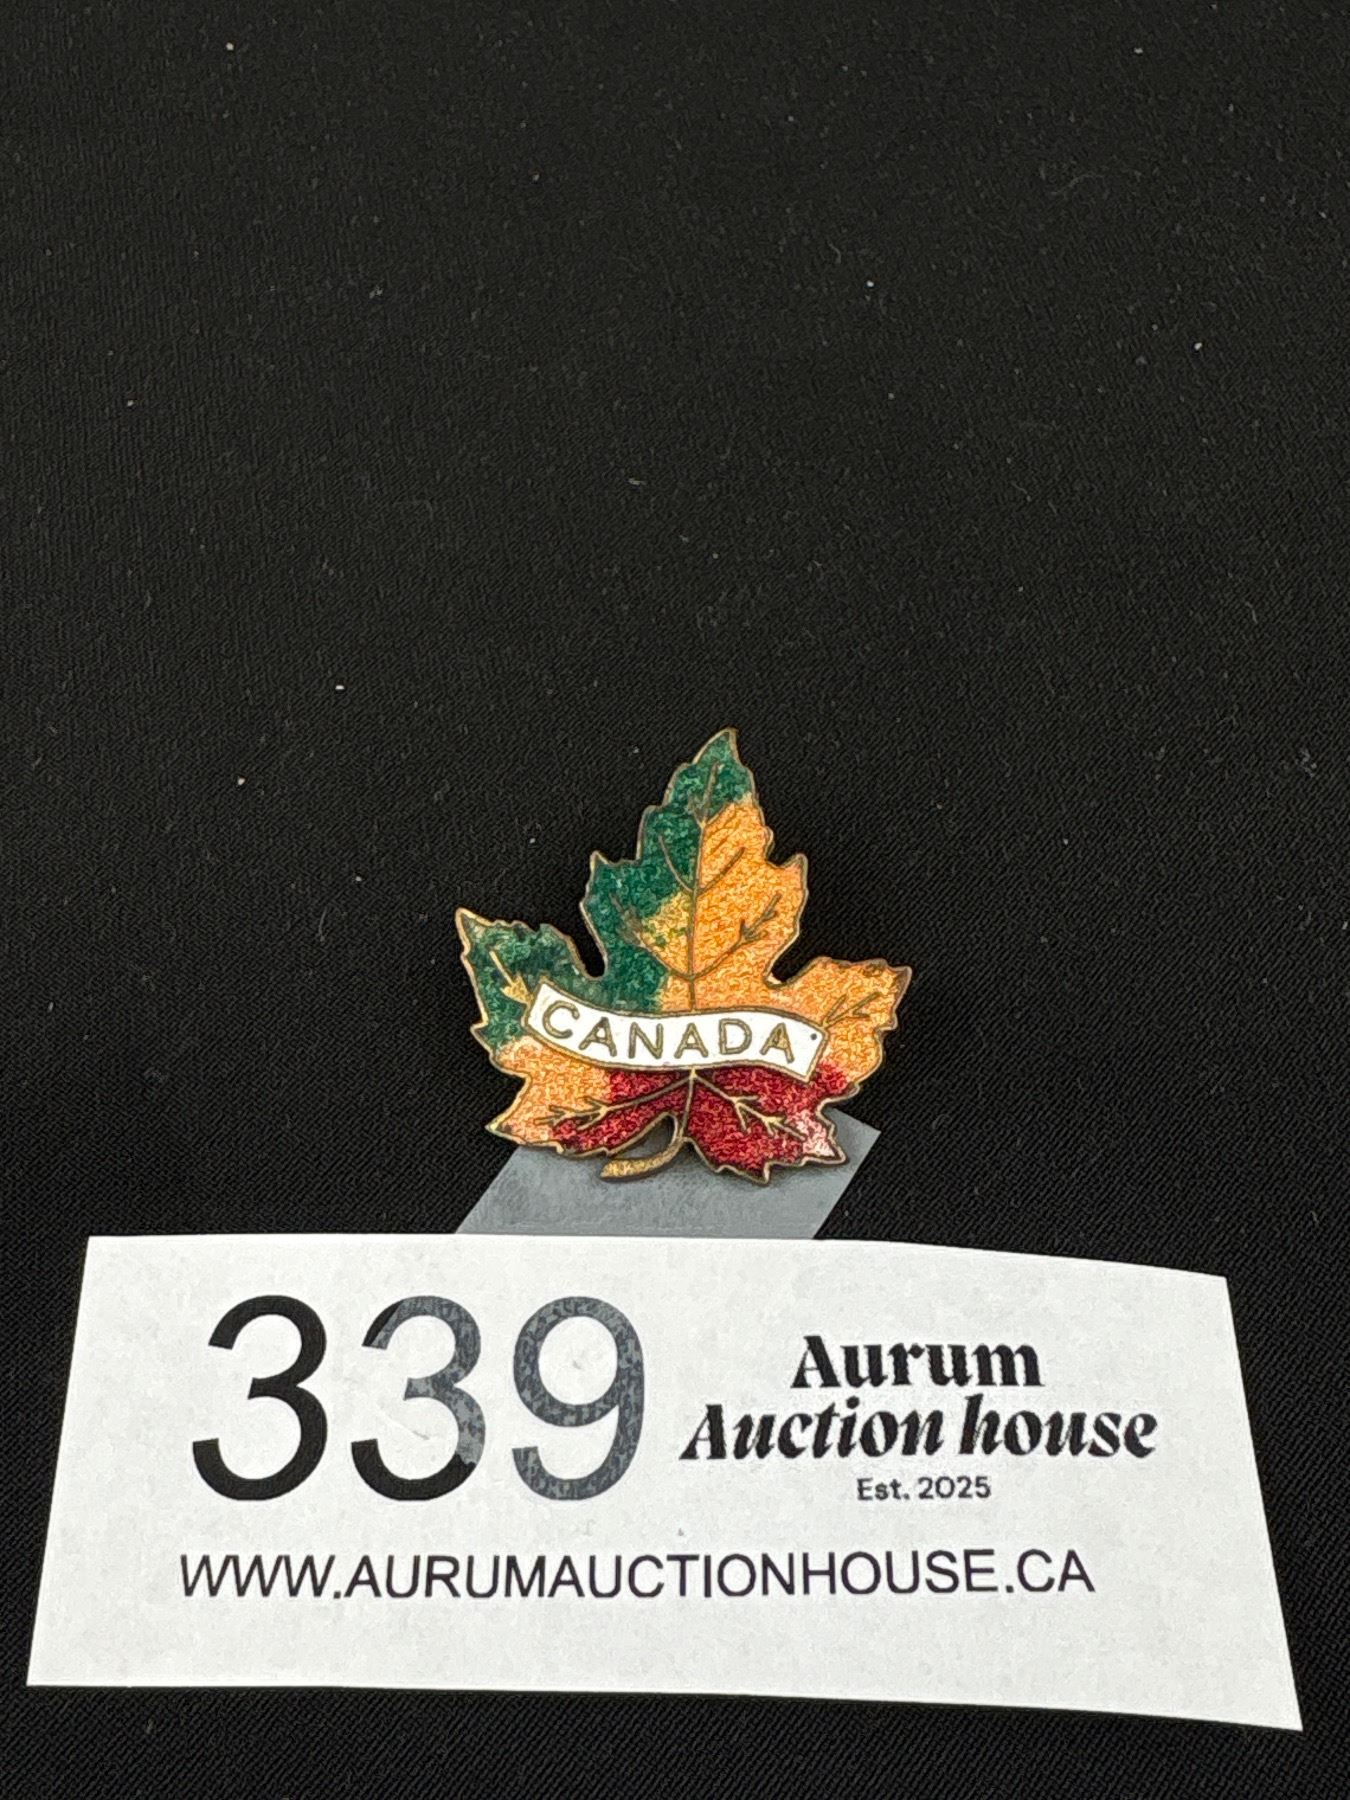 CANADA
339
Aurum
Auction house
Est. 2025
WWW.AURUMAUCTIONHOUSE.CA